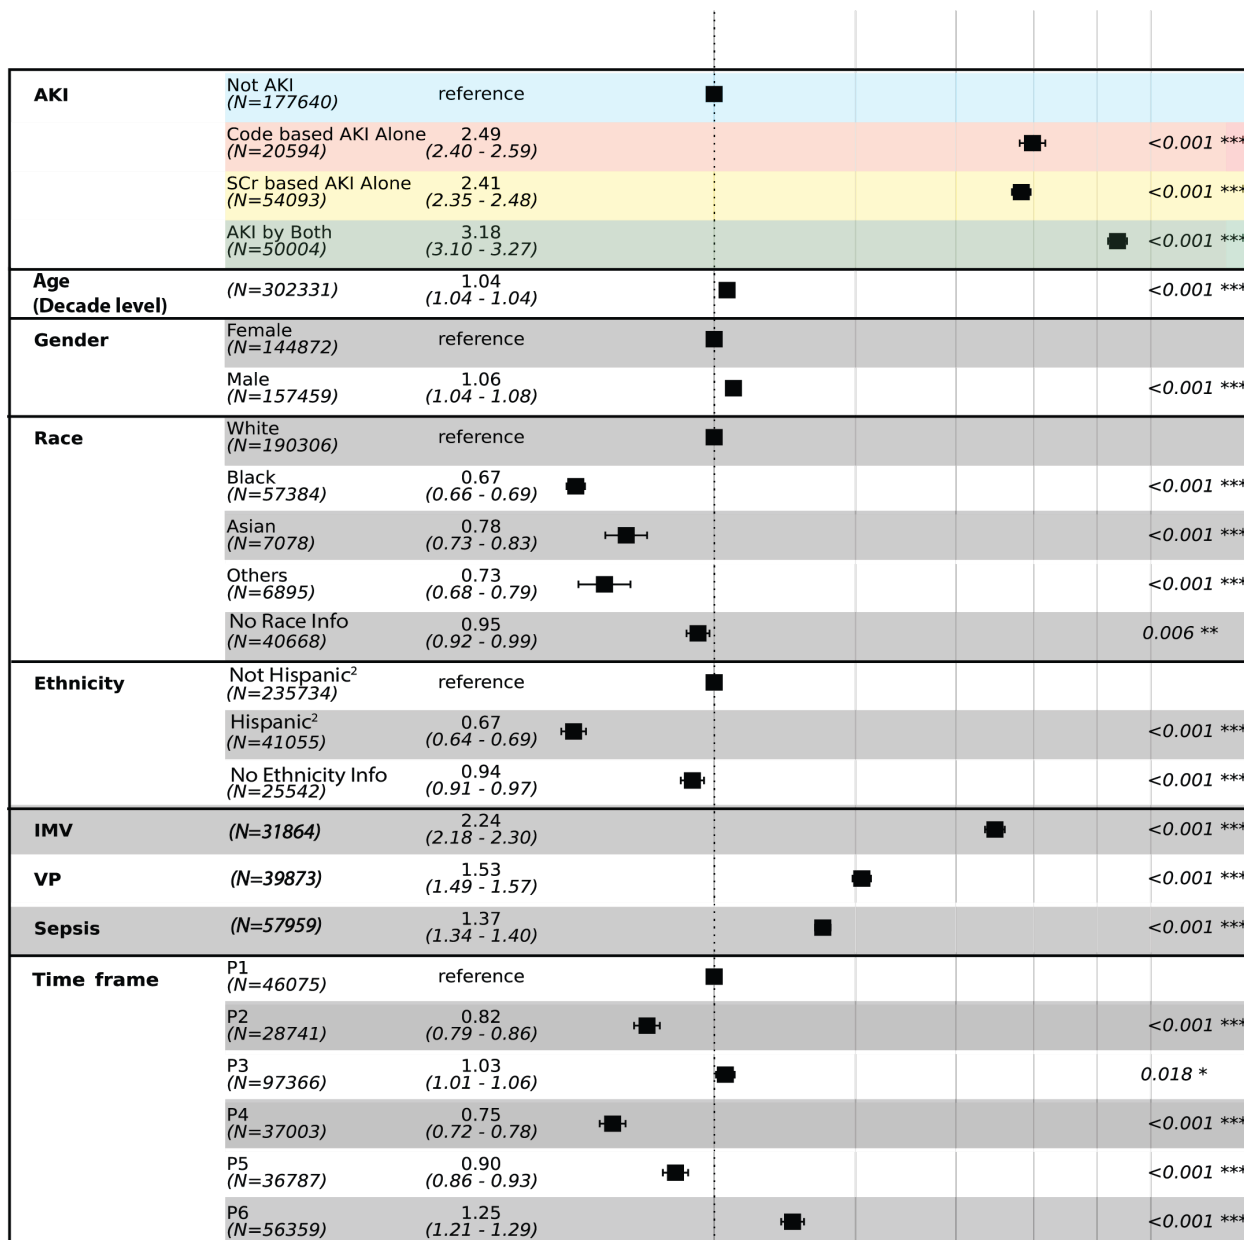 AKI
Not AKI
(N=177640)
reference
Code based AKI Alone
(N=20594)
2.49
(2.40 - 2.59)
<0.001 ***
SCr based AKI Alone
(N=54093)
2.41
(2.35 - 2.48)
<0.001 ***
AKI by Both
(N=50004)
3.18
(3.10 - 3.27)
<0.001 ***
Age
(Decade level)
(N=302331)
1.04
(1.04 - 1.04)
<0.001 ***
Gender
Female
(N=144872)
reference
Male
(N=157459)
1.06
(1.04 - 1.08)
<0.001 ***
Race
White
(N=190306)
reference
Black
(N=57384)
0.67
(0.66 - 0.69)
<0.001 ***
Asian
(N=7078)
0.78
(0.73 - 0.83)
<0.001 ***
Others
(N=6895)
0.73
(0.68 - 0.79)
<0.001 ***
No Race Info
(N=40668)
0.95
(0.92 - 0.99)
0.006 **
Ethnicity
Not Hispanic²
(N=235734)
reference
Hispanic²
(N=41055)
0.67
(0.64 - 0.69)
<0.001 ***
No Ethnicity Info
(N=25542)
0.94
(0.91 - 0.97)
<0.001 ***
IMV
(N=31864)
2.24
(2.18 - 2.30)
<0.001 ***
VP
(N=39873)
1.53
(1.49 - 1.57)
<0.001 ***
Sepsis
(N=57959)
1.37
(1.34 - 1.40)
<0.001 ***
Time frame
P1
(N=46075)
reference
P2
(N=28741)
0.82
(0.79 - 0.86)
<0.001 ***
P3
(N=97366)
1.03
(1.01 - 1.06)
0.018 *
P4
(N=37003)
0.75
(0.72 - 0.78)
<0.001 ***
P5
(N=36787)
0.90
(0.86 - 0.93)
<0.001 ***
P6
(N=56359)
1.25
(1.21 - 1.29)
<0.001 ***